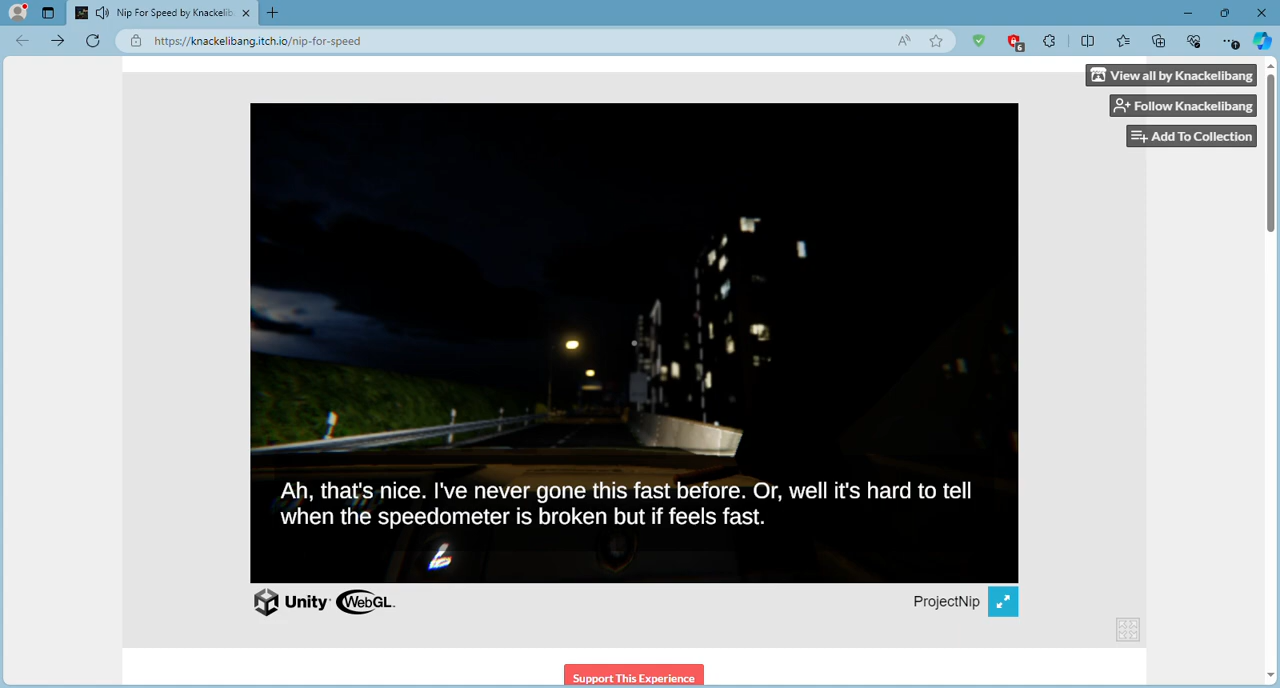 Nip For Speed by Knackelib
https://knackelibang.itch.io/nip-for-speed
6
View all by Knackelibang
Follow Knackelibang
Add To Collection
Ah, that's nice. I've never gone this fast before. Or, well it's hard to tell
when the speedometer is broken but if feels fast.
Unity WebGL
ProjectNip
Support This Experience